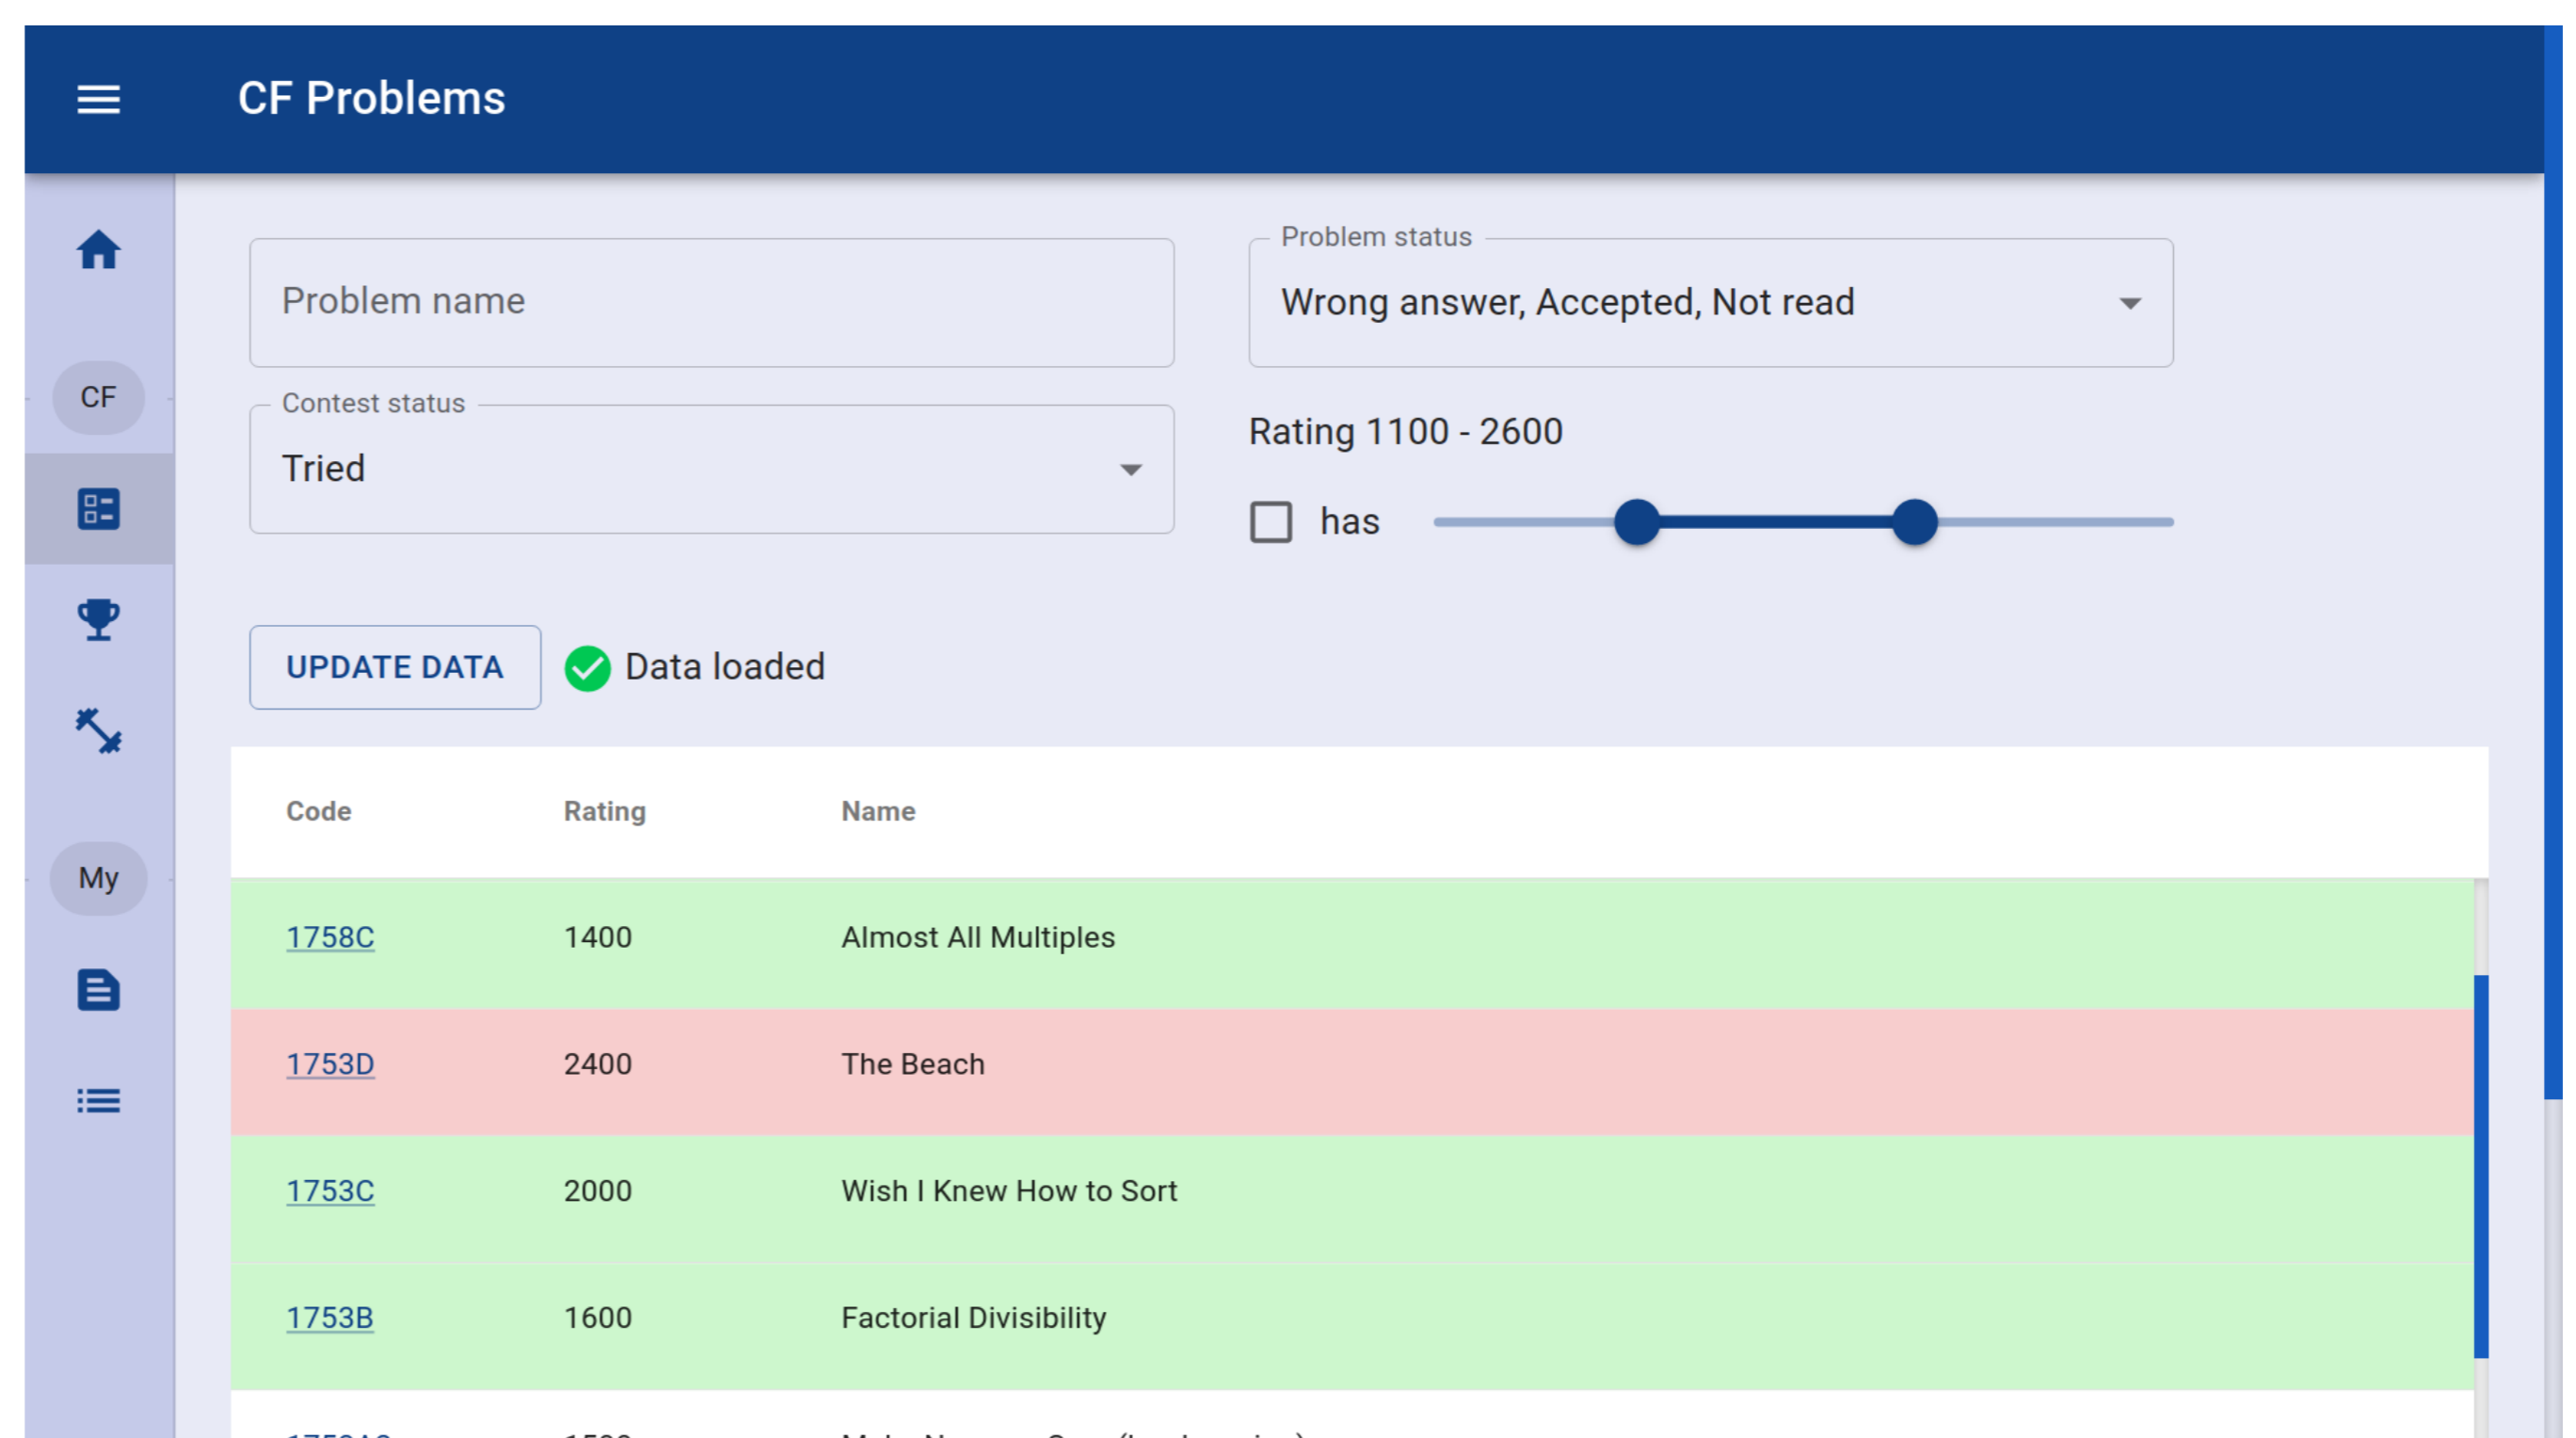 CF Problems
Problem name
Problem status
Wrong answer, Accepted, Not read
Contest status
Tried
Rating 1100 - 2600
has
UPDATE DATA
Data loaded
CF
My
Code Rating Name
1758C 1400 Almost All Multiples
1753D 2400 The Beach
1753C 2000 Wish I Knew How to Sort
1753B 1600 Factorial Divisibility